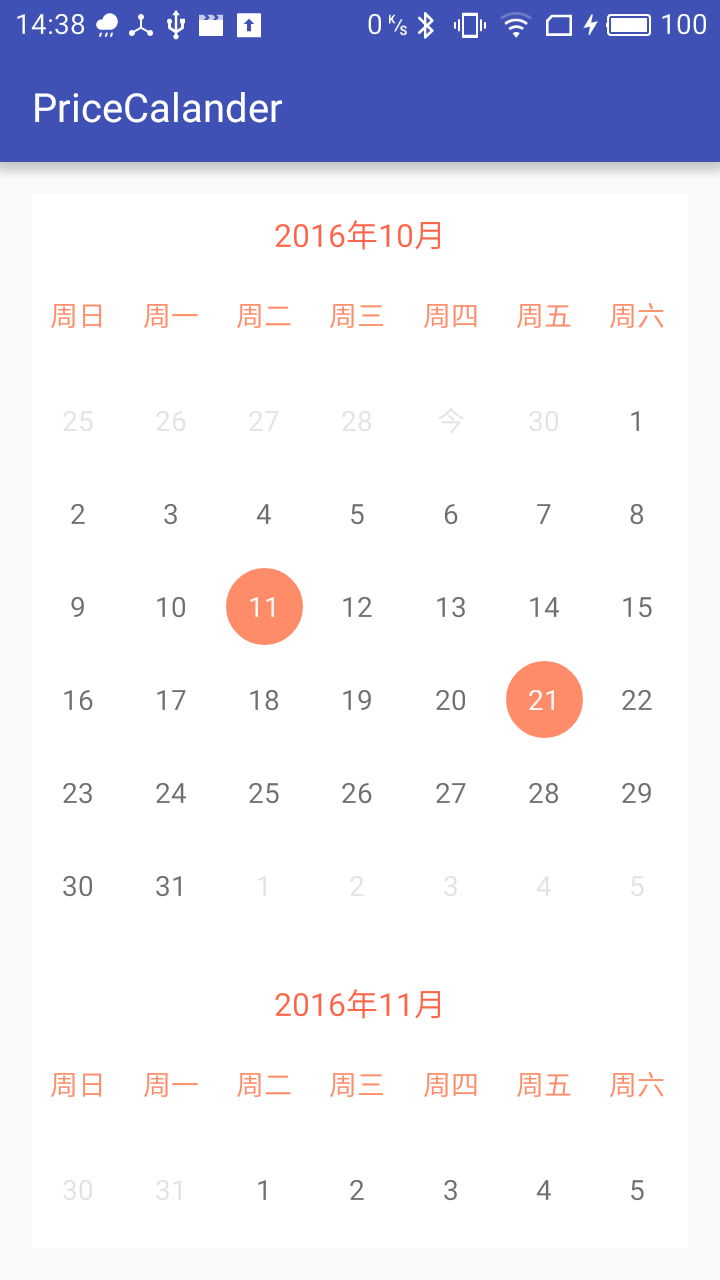 14:38 0 K/s 100
PriceCalander
2016年10月
周日 周一 周二 周三 周四 周五 周六
25 26 27 28 今 30 1
2 3 4 5 6 7 8
9 10 11 12 13 14 15
16 17 18 19 20 21 22
23 24 25 26 27 28 29
30 31 1 2 3 4 5
2016年11月
周日 周一 周二 周三 周四 周五 周六
30 31 1 2 3 4 5